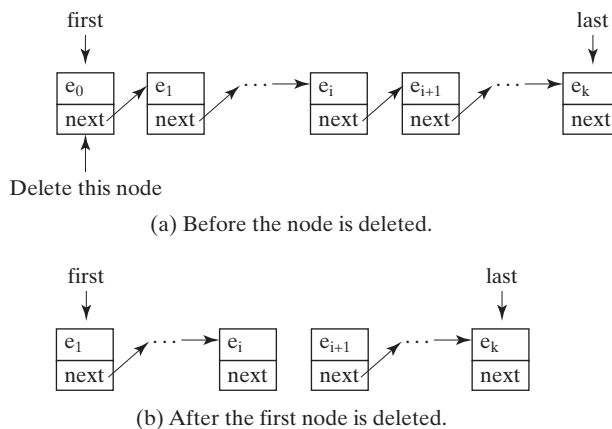 first last
e0 e1 ... ei ei+1 ... ek
next next next next next
Delete this node
(a) Before the node is deleted.
first last
e1 ... ei ei+1 ... ek
next next next next
(b) After the first node is deleted.